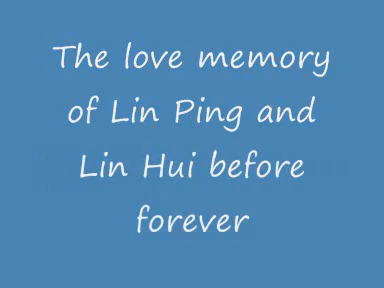 The love memory
of Lin Ping and
Lin Hui before
forever